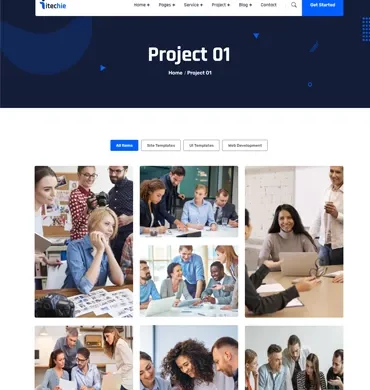 itechie
Home + Pages + Service + Project + Blog + Contact
Get Started
Project 01
Home / Project 01
All Items
Site Templates
UI Templates
Web Development